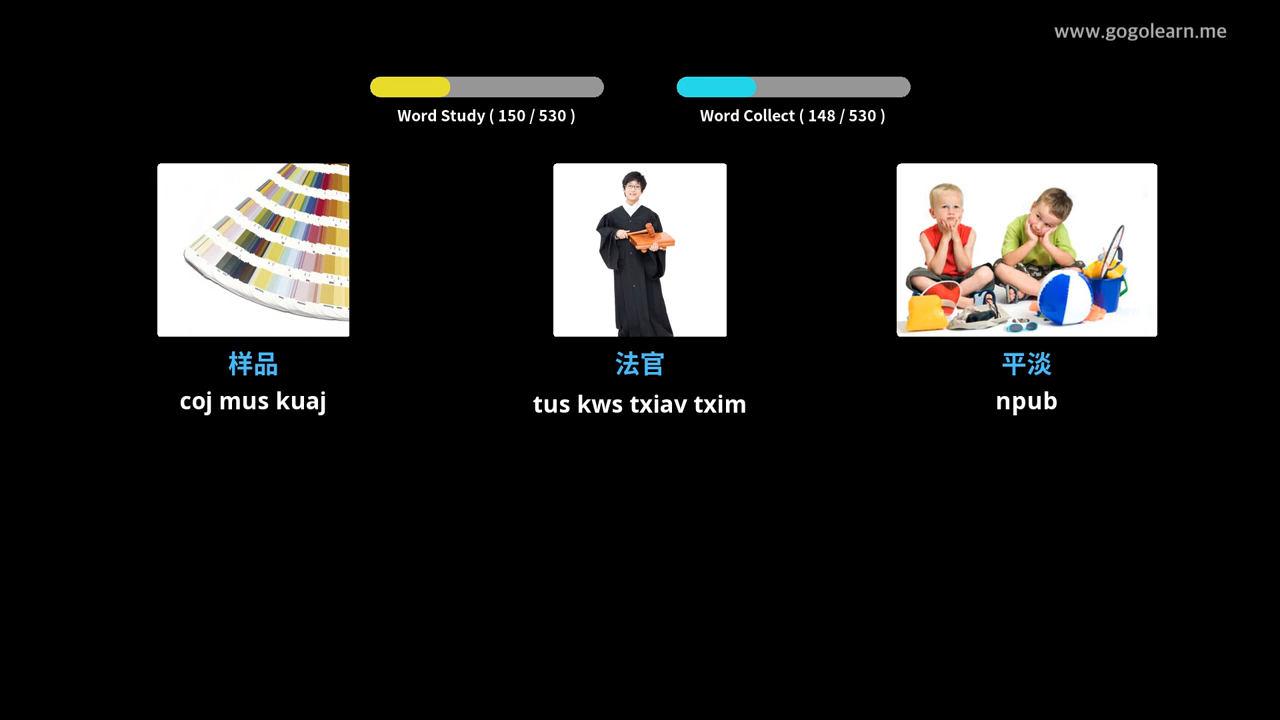 www.gogolearn.me
Word Study ( 150 / 530 )
Word Collect ( 148 / 530 )
样品
coj mus kuaj
法官
tus kws txiav txim
平淡
npub